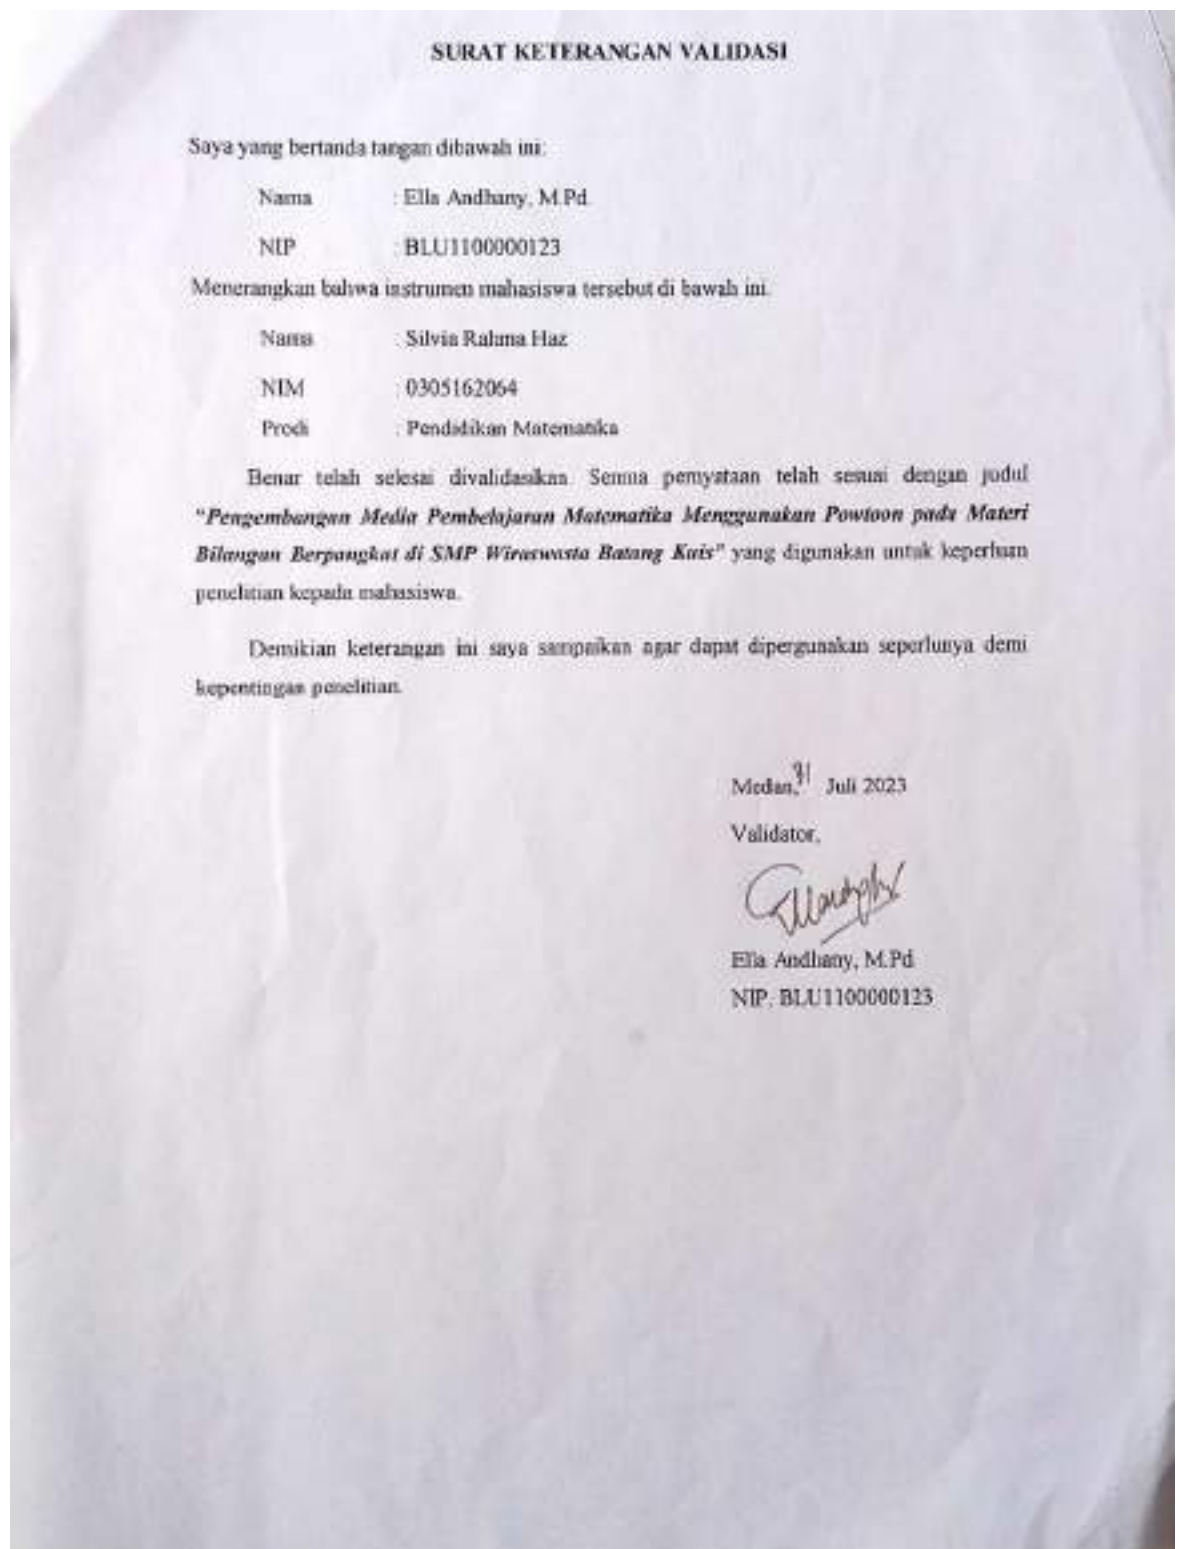 SURAT KETERANGAN VALIDASI
Saya yang bertanda tangan dibawah ini:
Nama : Ella Andhany, M.Pd.
NIP : BLU1100000123
Menerangkan bahwa instrumen mahasiswa tersebut di bawah ini.
Nama : Silvia Rahma Haz
NIM : 0305162064
Prodi : Pendidikan Matematika
Benar telah selesai divalidasikan. Semua pernyataan telah sesuai dengan judul
"Pengembangan Media Pembelajaran Matematika Menggunakan Powtoon pada Materi
Bilangan Berpangkat di SMP Wiraswasta Batang Kuis" yang digunakan untuk keperluan
penelitian kepada mahasiswa.
Demikian keterangan ini saya sampaikan agar dapat dipergunakan seperlunya demi
kepentingan penelitian.
Medan, Juli 2023
Validator,
Ella Andhany, M.Pd
NIP. BLU1100000123